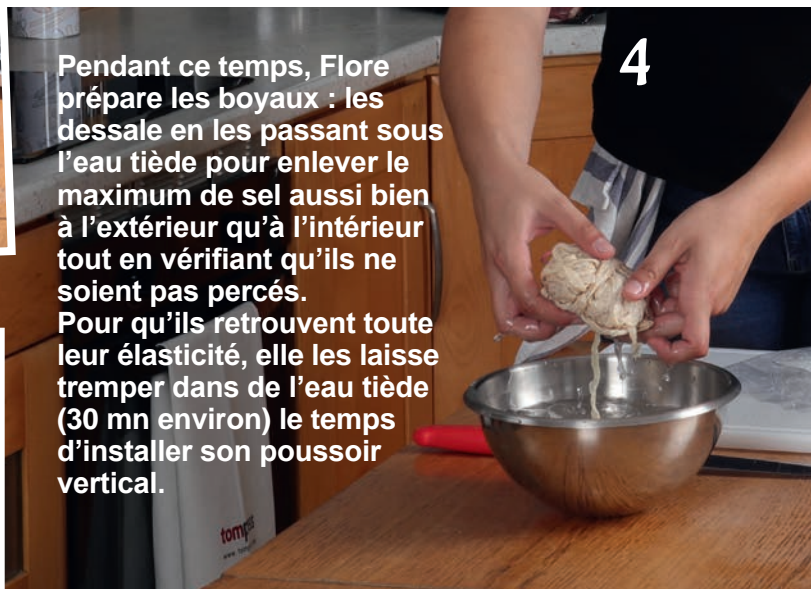 Pendant ce temps, Flore
prépare les boyaux : les
dessale en les passant sous
l’eau tiède pour enlever le
maximum de sel aussi bien
à l’extérieur qu’à l’intérieur
tout en vérifiant qu’ils ne
soient pas percés.
Pour qu’ils retrouvent toute
leur élasticité, elle les laisse
tremper dans de l’eau tiède
(30 mn environ) le temps
d’installer son poussoir
vertical.
4